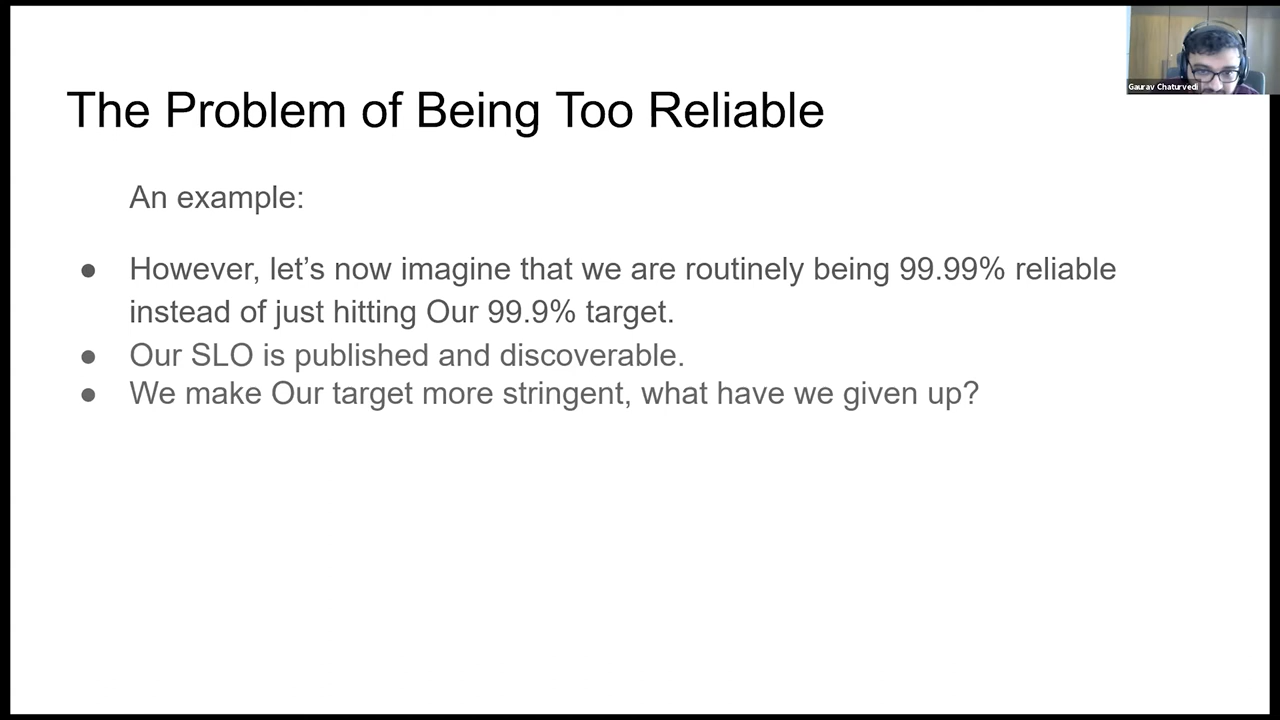 Gaurav Chaturvedi
The Problem of Being Too Reliable
An example:
● However, let’s now imagine that we are routinely being 99.99% reliable
instead of just hitting Our 99.9% target.
● Our SLO is published and discoverable.
● We make Our target more stringent, what have we given up?